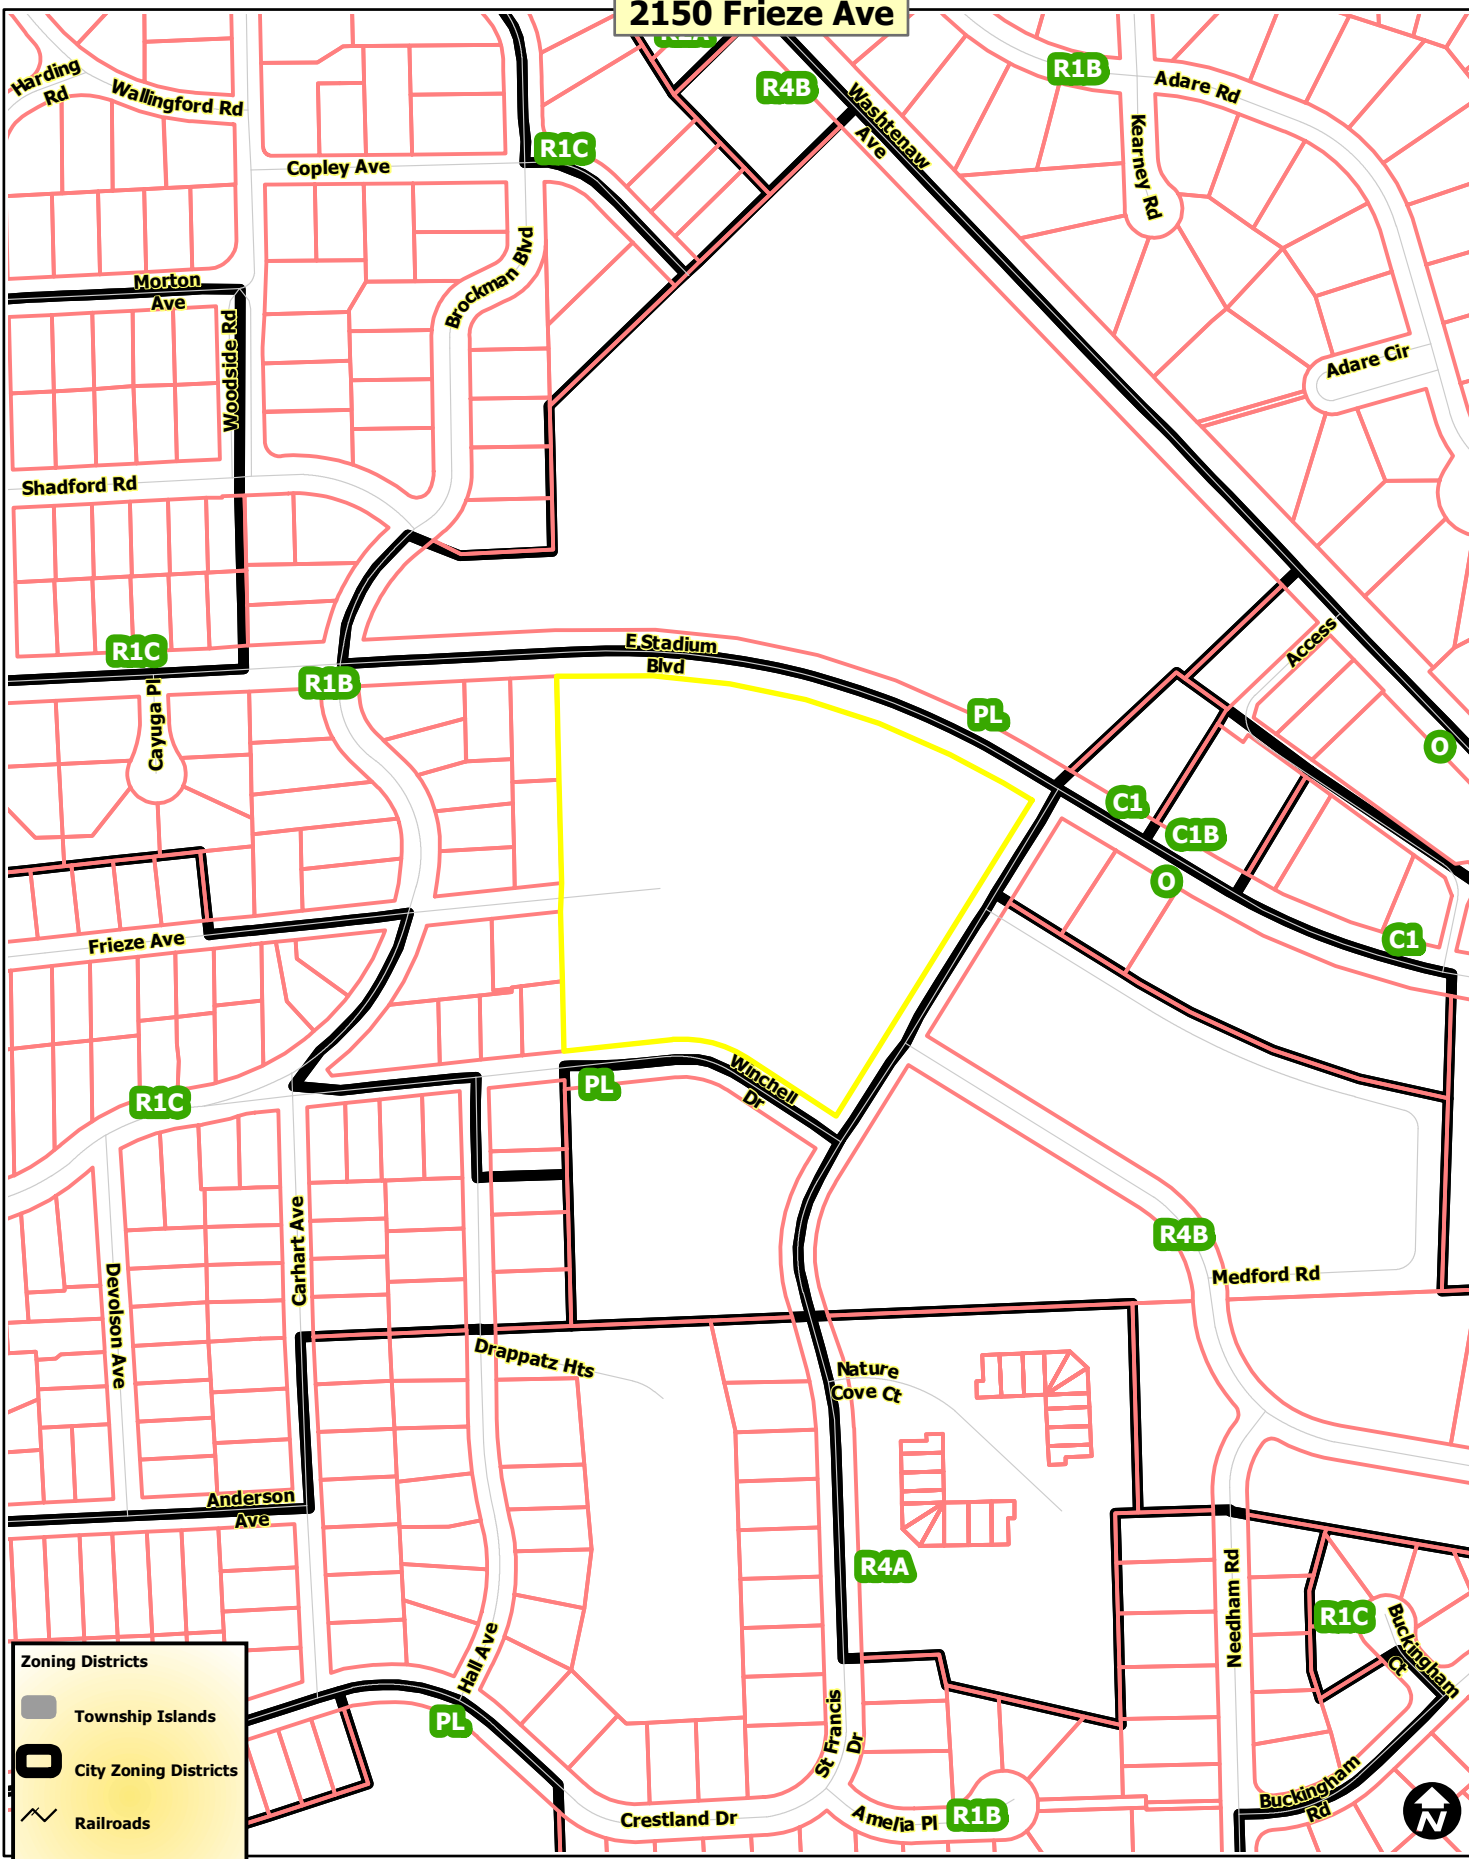 2150 Frieze Ave
R2A
R1B
Harding
Rd
Wallingford Rd
R4B
Adare Rd
Washtenaw
Ave
Kearney Rd
R1C
Copley Ave
Brockman Blvd
Morton
Ave
Woodside Rd
Adare Cir
Shadford Rd
R1C
E Stadium
Blvd
Access
R1B
Cayuga Pl
PL
O
C1
C1B
O
Frieze Ave
C1
Winchell
Dr
PL
R1C
Carhart Ave
R4B
Medford Rd
Devolson Ave
Drappatz Hts
Nature
Cove Ct
Anderson
Ave
R4A
Needham Rd
R1C
Buckingham
Ct
Hall Ave
PL
St Francis
Dr
Zoning Districts
Township Islands
City Zoning Districts
Railroads
Crestland Dr
Amelia Pl
R1B
Buckingham
Rd
N